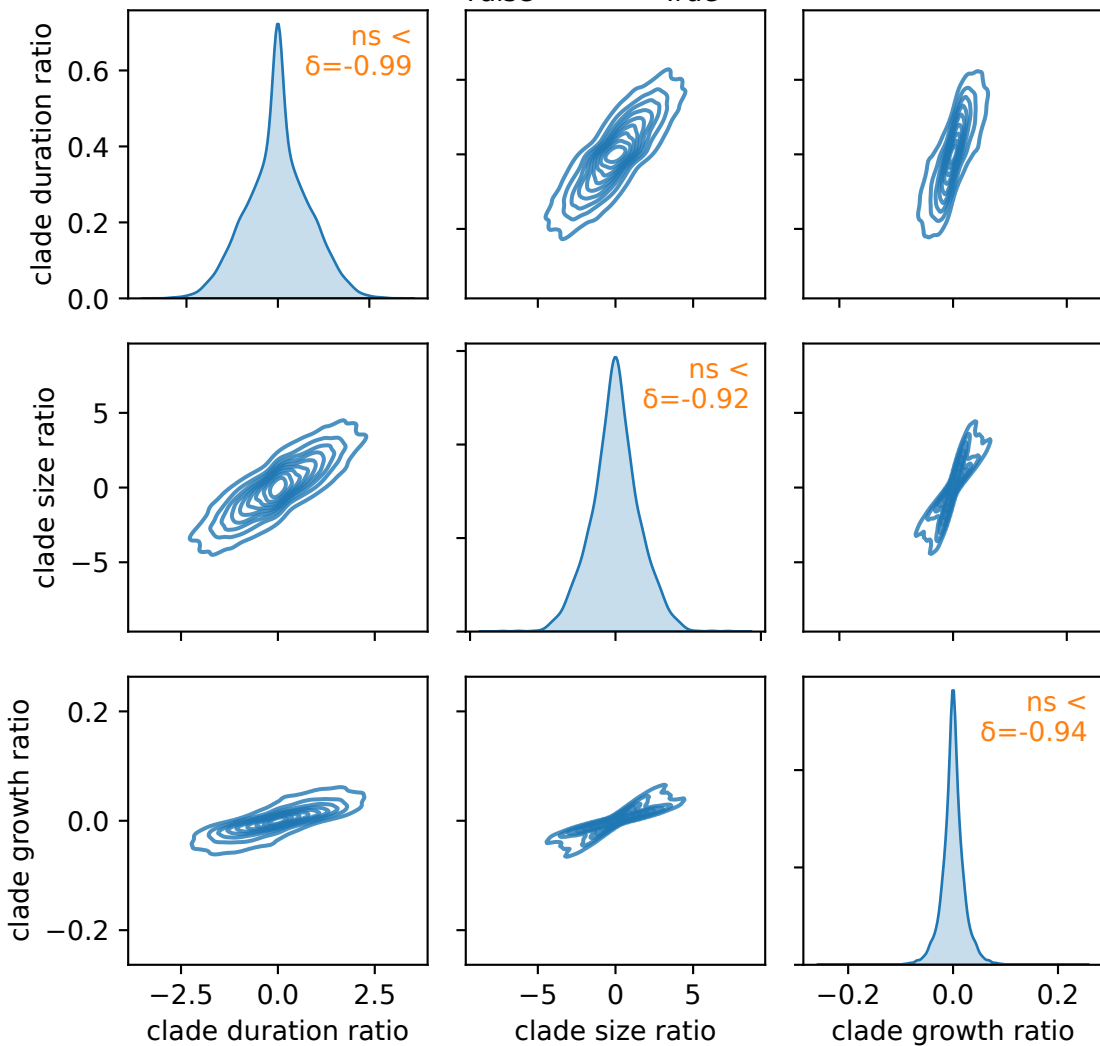 clade duration ratio
0.6
0.4
0.2
0.0
ns <
δ=-0.99
clade size ratio
5
0
−5
ns <
δ=-0.92
clade growth ratio
0.2
0.0
−0.2
ns <
δ=-0.94
−2.5 0.0 2.5
clade duration ratio
−5 0 5
clade size ratio
−0.2 0.0 0.2
clade growth ratio